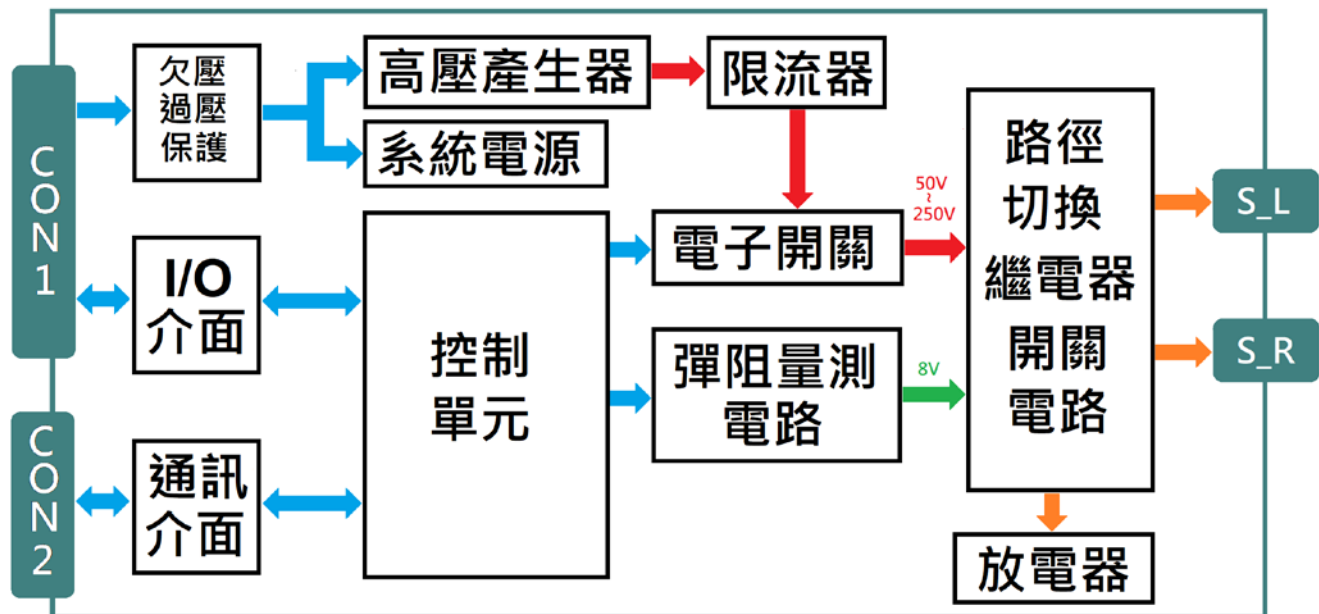 CON1
欠壓
過壓
保護
高壓產生器
限流器
系統電源
I/O
介面
控制
單元
電子開關
50V
~
250V
彈阻量測
電路
8V
路徑
切換
繼電器
開關
電路
S_L
S_R
CON2
通訊
介面
放電器